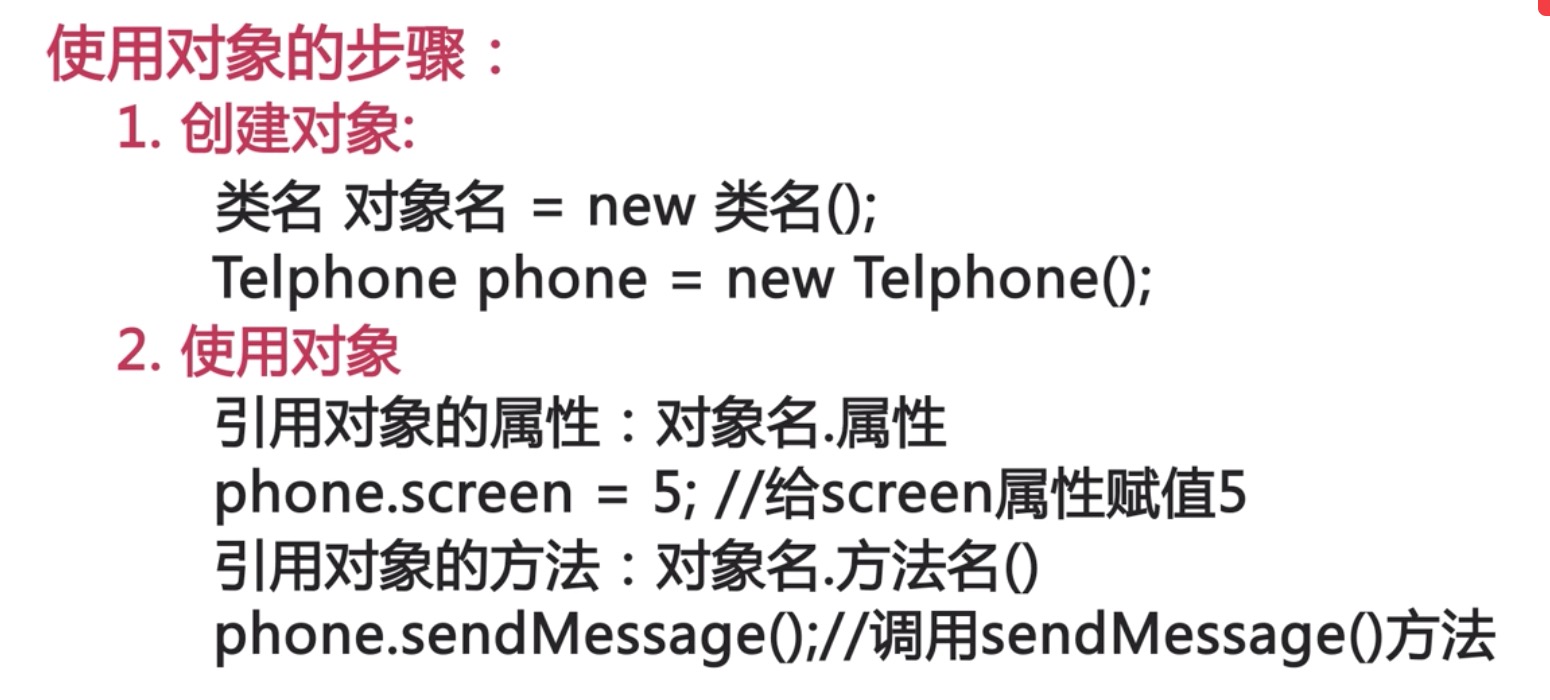 使用对象的步骤：
1. 创建对象:
类名 对象名 = new 类名();
Telphone phone = new Telphone();
2. 使用对象
引用对象的属性：对象名.属性
phone.screen = 5; //给screen属性赋值5
引用对象的方法：对象名.方法名()
phone.sendMessage();//调用sendMessage()方法